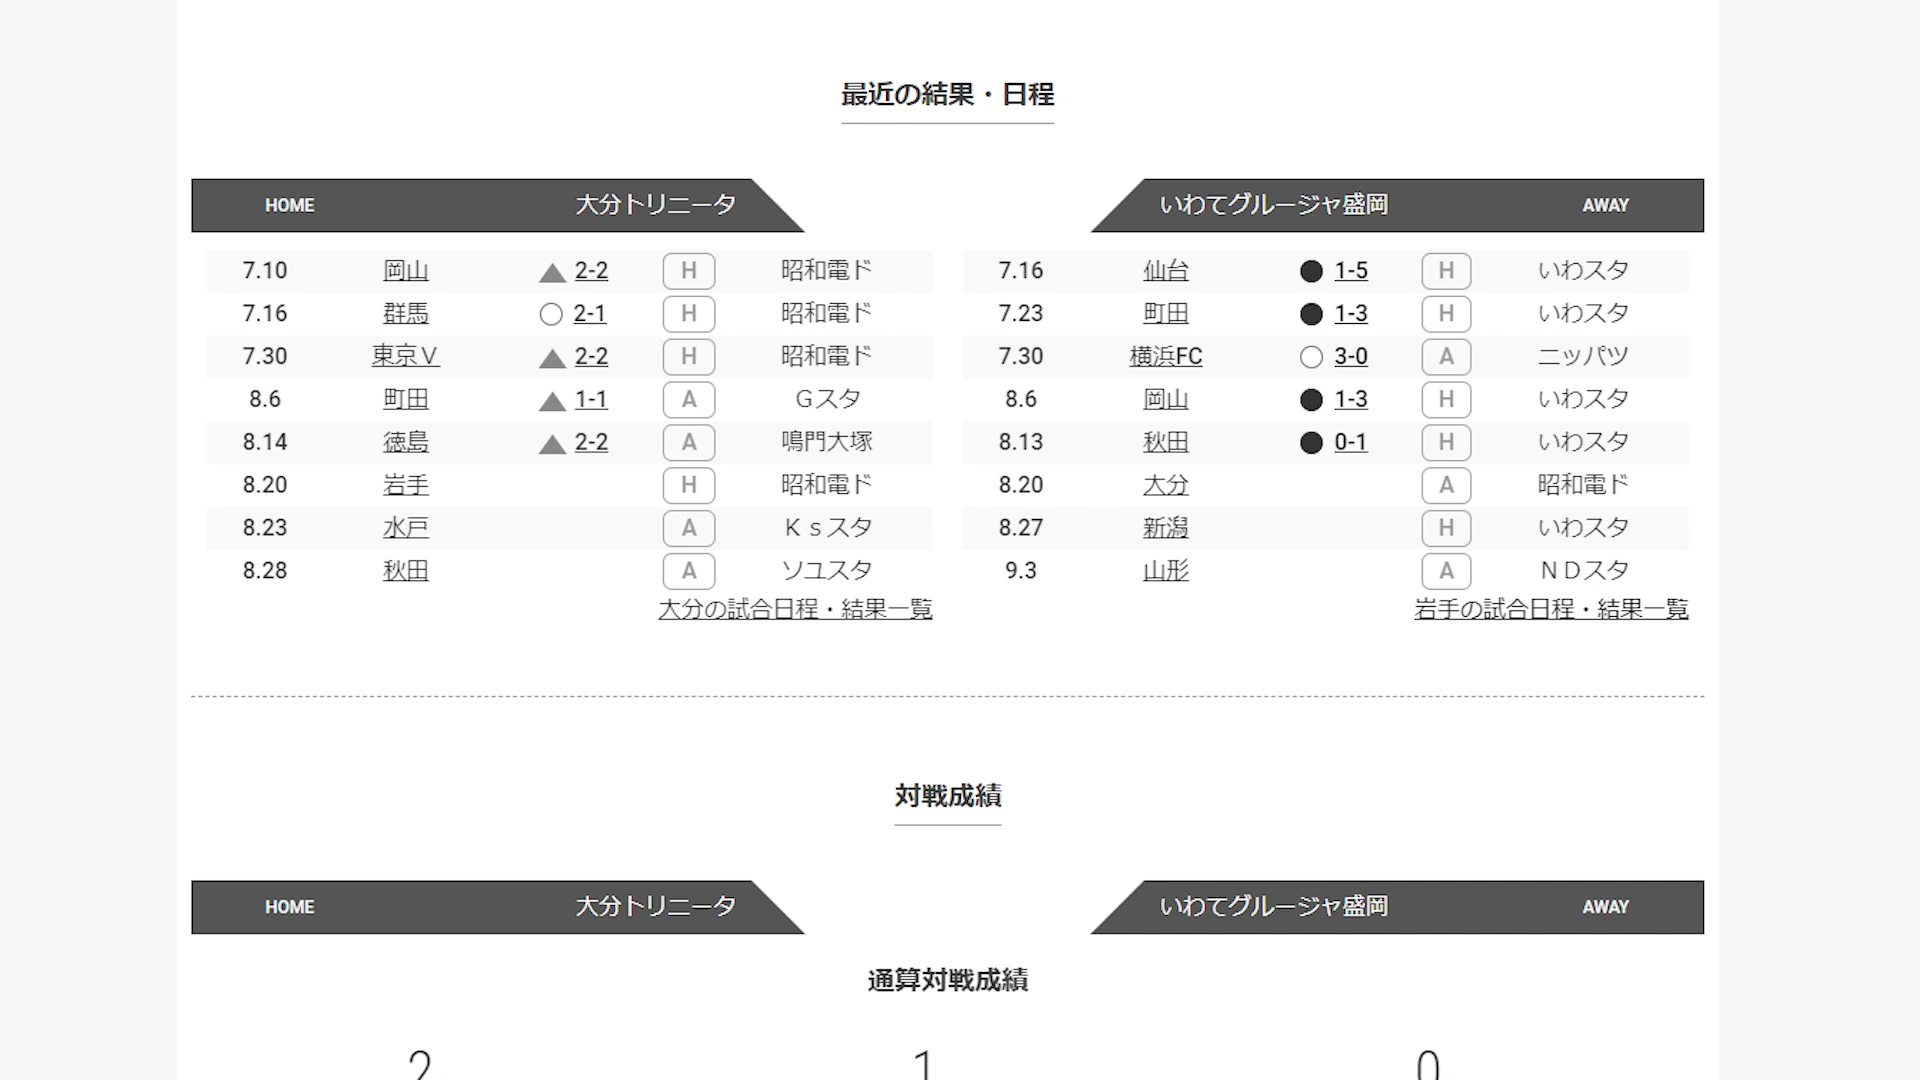 最近の結果・日程
HOME 大分トリニータ
7.10 岡山 ▲ 2-2 H 昭和電ド
7.16 群馬 ○ 2-1 H 昭和電ド
7.30 東京Ｖ ▲ 2-2 H 昭和電ド
8.6 町田 ▲ 1-1 A Ｇスタ
8.14 徳島 ▲ 2-2 A 鳴門大塚
8.20 岩手 H 昭和電ド
8.23 水戸 A Ｋｓスタ
8.28 秋田 A ソユスタ
大分の試合日程・結果一覧
いわてグルージャ盛岡 AWAY
7.16 仙台 ● 1-5 H いわスタ
7.23 町田 ● 1-3 H いわスタ
7.30 横浜FC ○ 3-0 A ニッパツ
8.6 岡山 ● 1-3 H いわスタ
8.13 秋田 ● 0-1 H いわスタ
8.20 大分 A 昭和電ド
8.27 新潟 H いわスタ
9.3 山形 A ＮＤスタ
岩手の試合日程・結果一覧
対戦成績
HOME 大分トリニータ
いわてグルージャ盛岡 AWAY
通算対戦成績
2 1 0